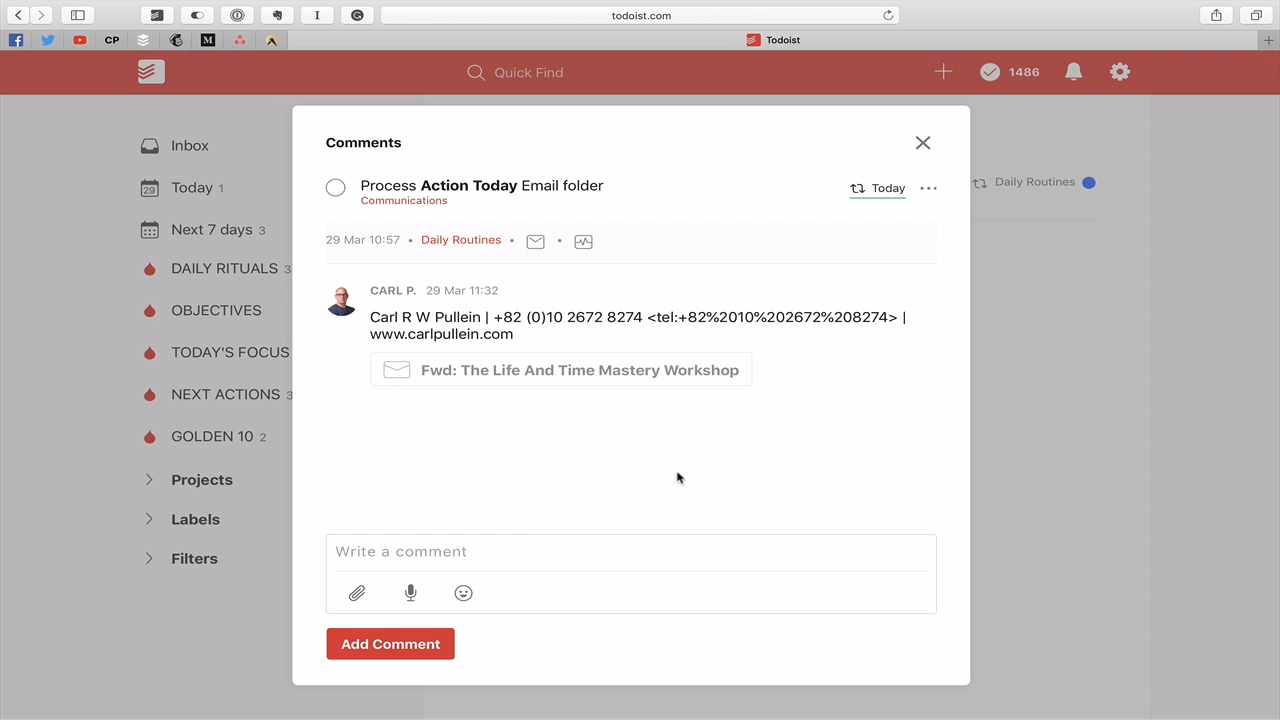 todoist.com
CP
M
Todoist
Quick Find
1486
Inbox
29
Today 1
Next 7 days 3
DAILY RITUALS 3
OBJECTIVES
TODAY'S FOCUS
NEXT ACTIONS 3
GOLDEN 10 2
Projects
Labels
Filters
Daily Routines
Comments
Process Action Today Email folder
Communications
Today
29 Mar 10:57 • Daily Routines • •
CARL P. 29 Mar 11:32
Carl R W Pullein | +82 (0)10 2672 8274 <tel:+82%2010%202672%208274> |
www.carlpullein.com
Fwd: The Life And Time Mastery Workshop
Write a comment
Add Comment